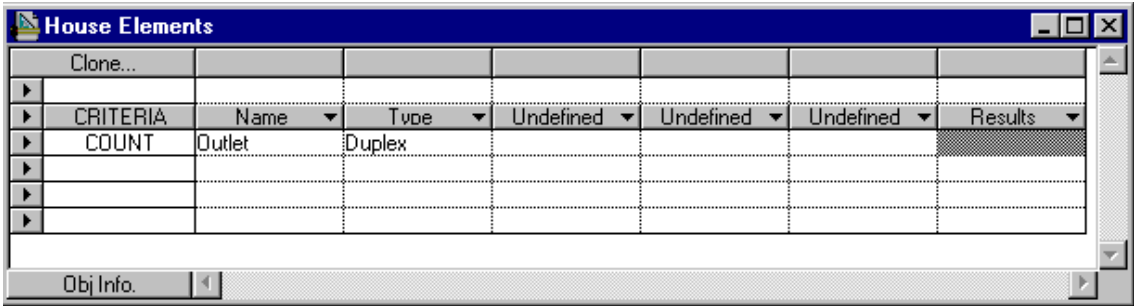 House Elements
Clone...
CRITERIA Name Type Undefined Undefined Undefined Results
COUNT Outlet Duplex
Obj Info.